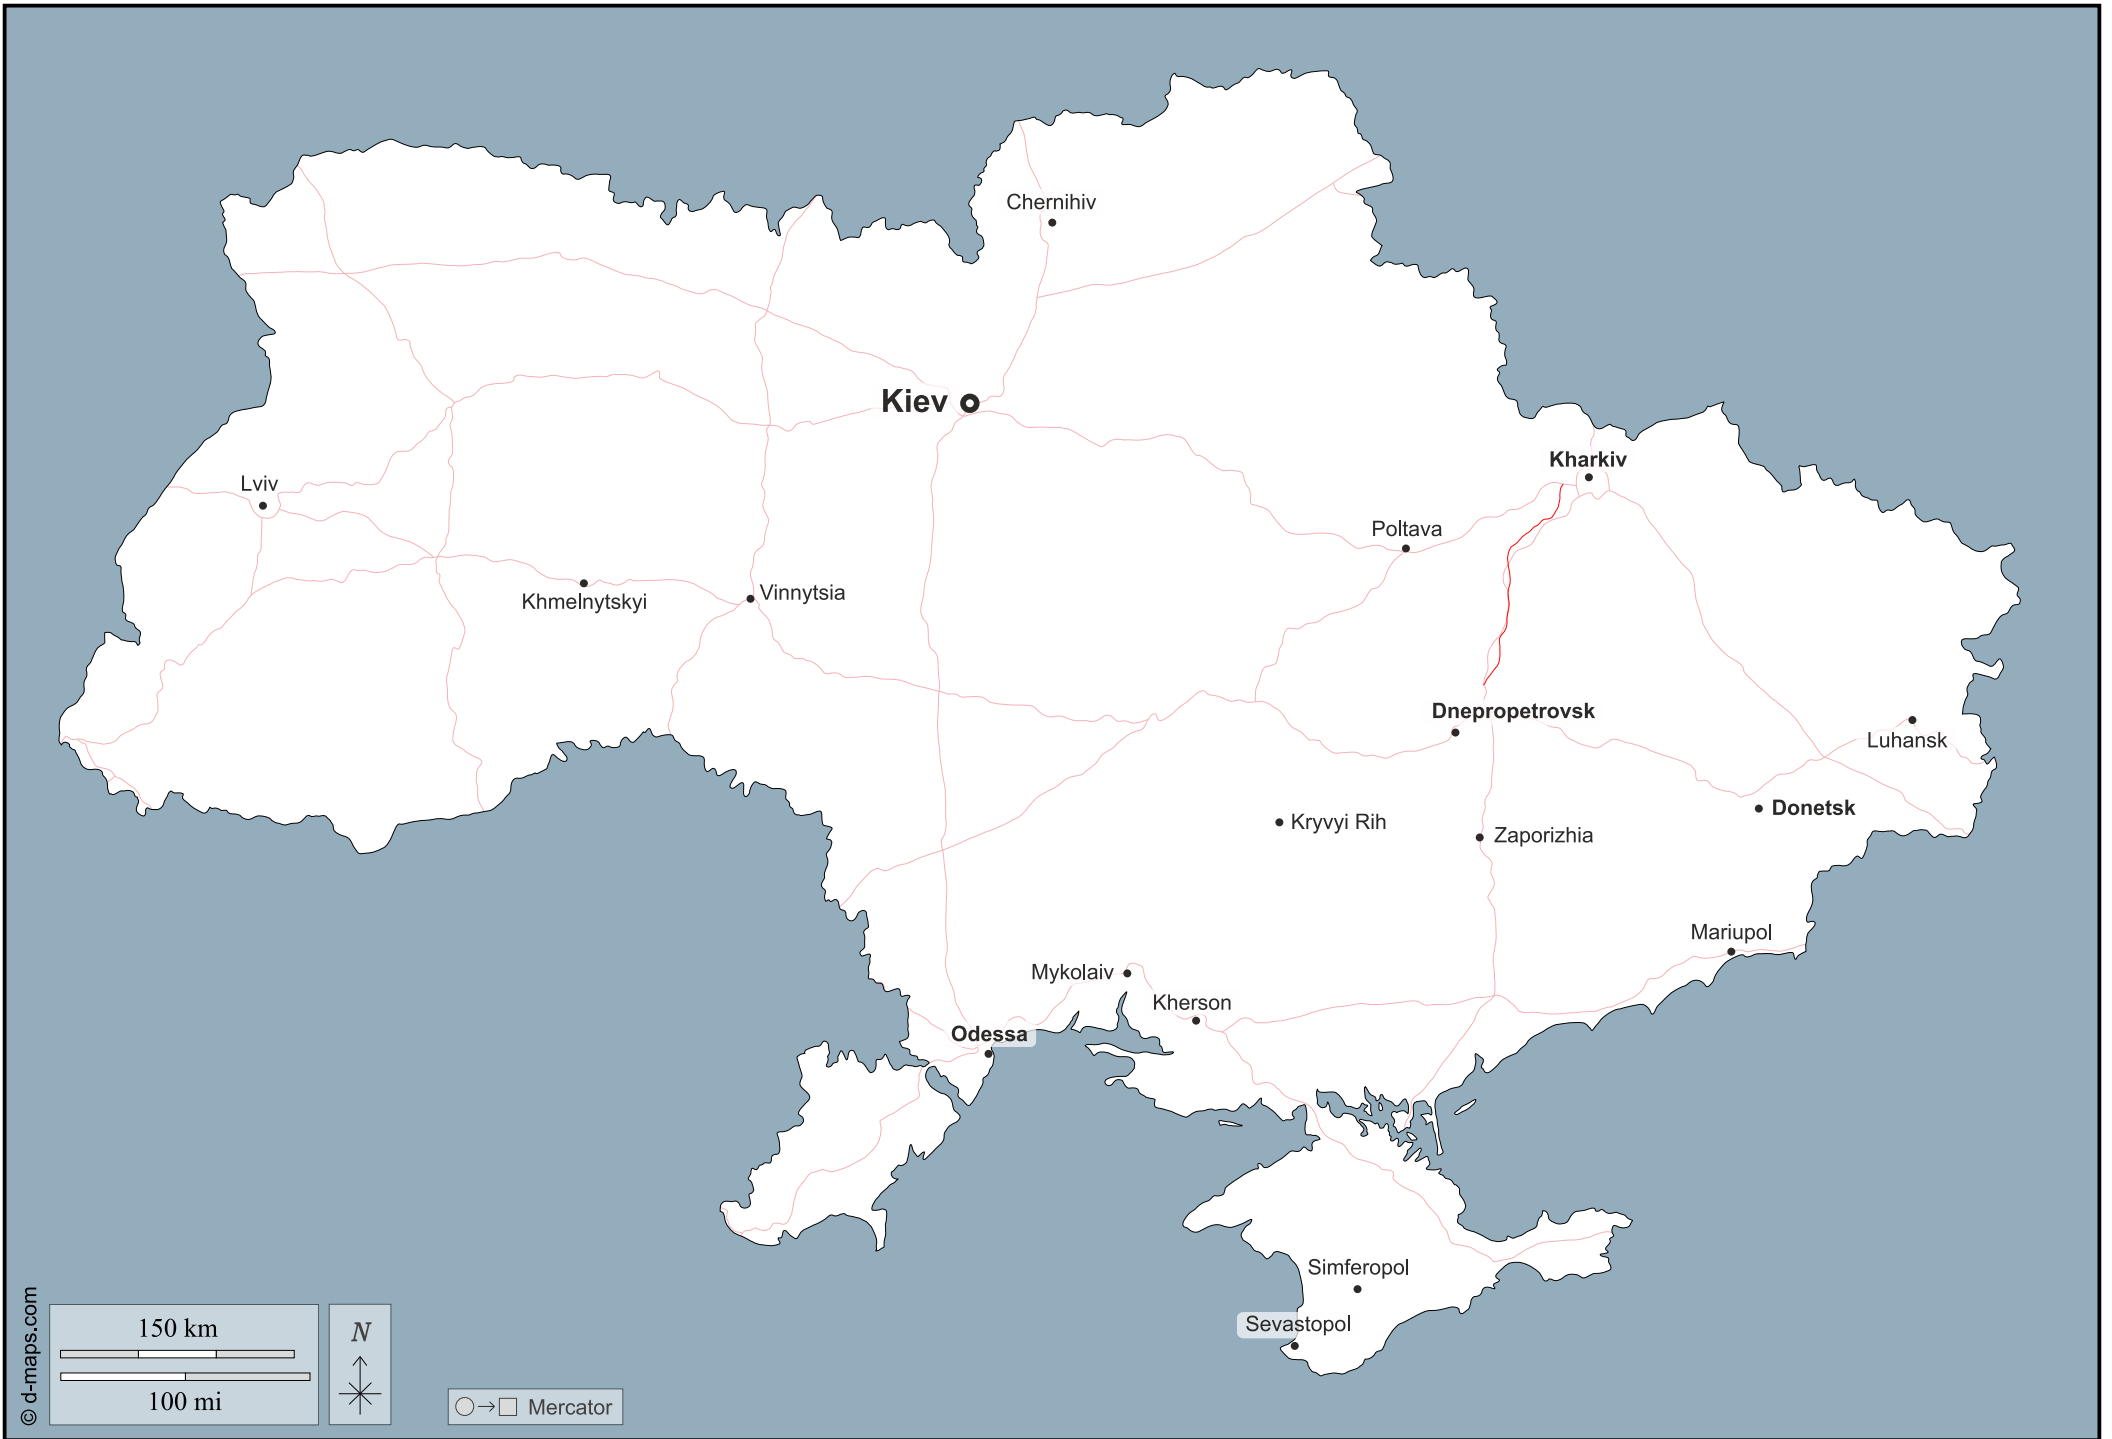 Chernihiv
Kiev
Kharkiv
Lviv
Poltava
Khmelnytskyi
Vinnytsia
Dnepropetrovsk
Luhansk
Donetsk
Kryvyi Rih
Zaporizhia
Mariupol
Mykolaiv
Kherson
Odessa
Simferopol
Sevastopol
© d-maps.com
150 km
100 mi
N
Mercator